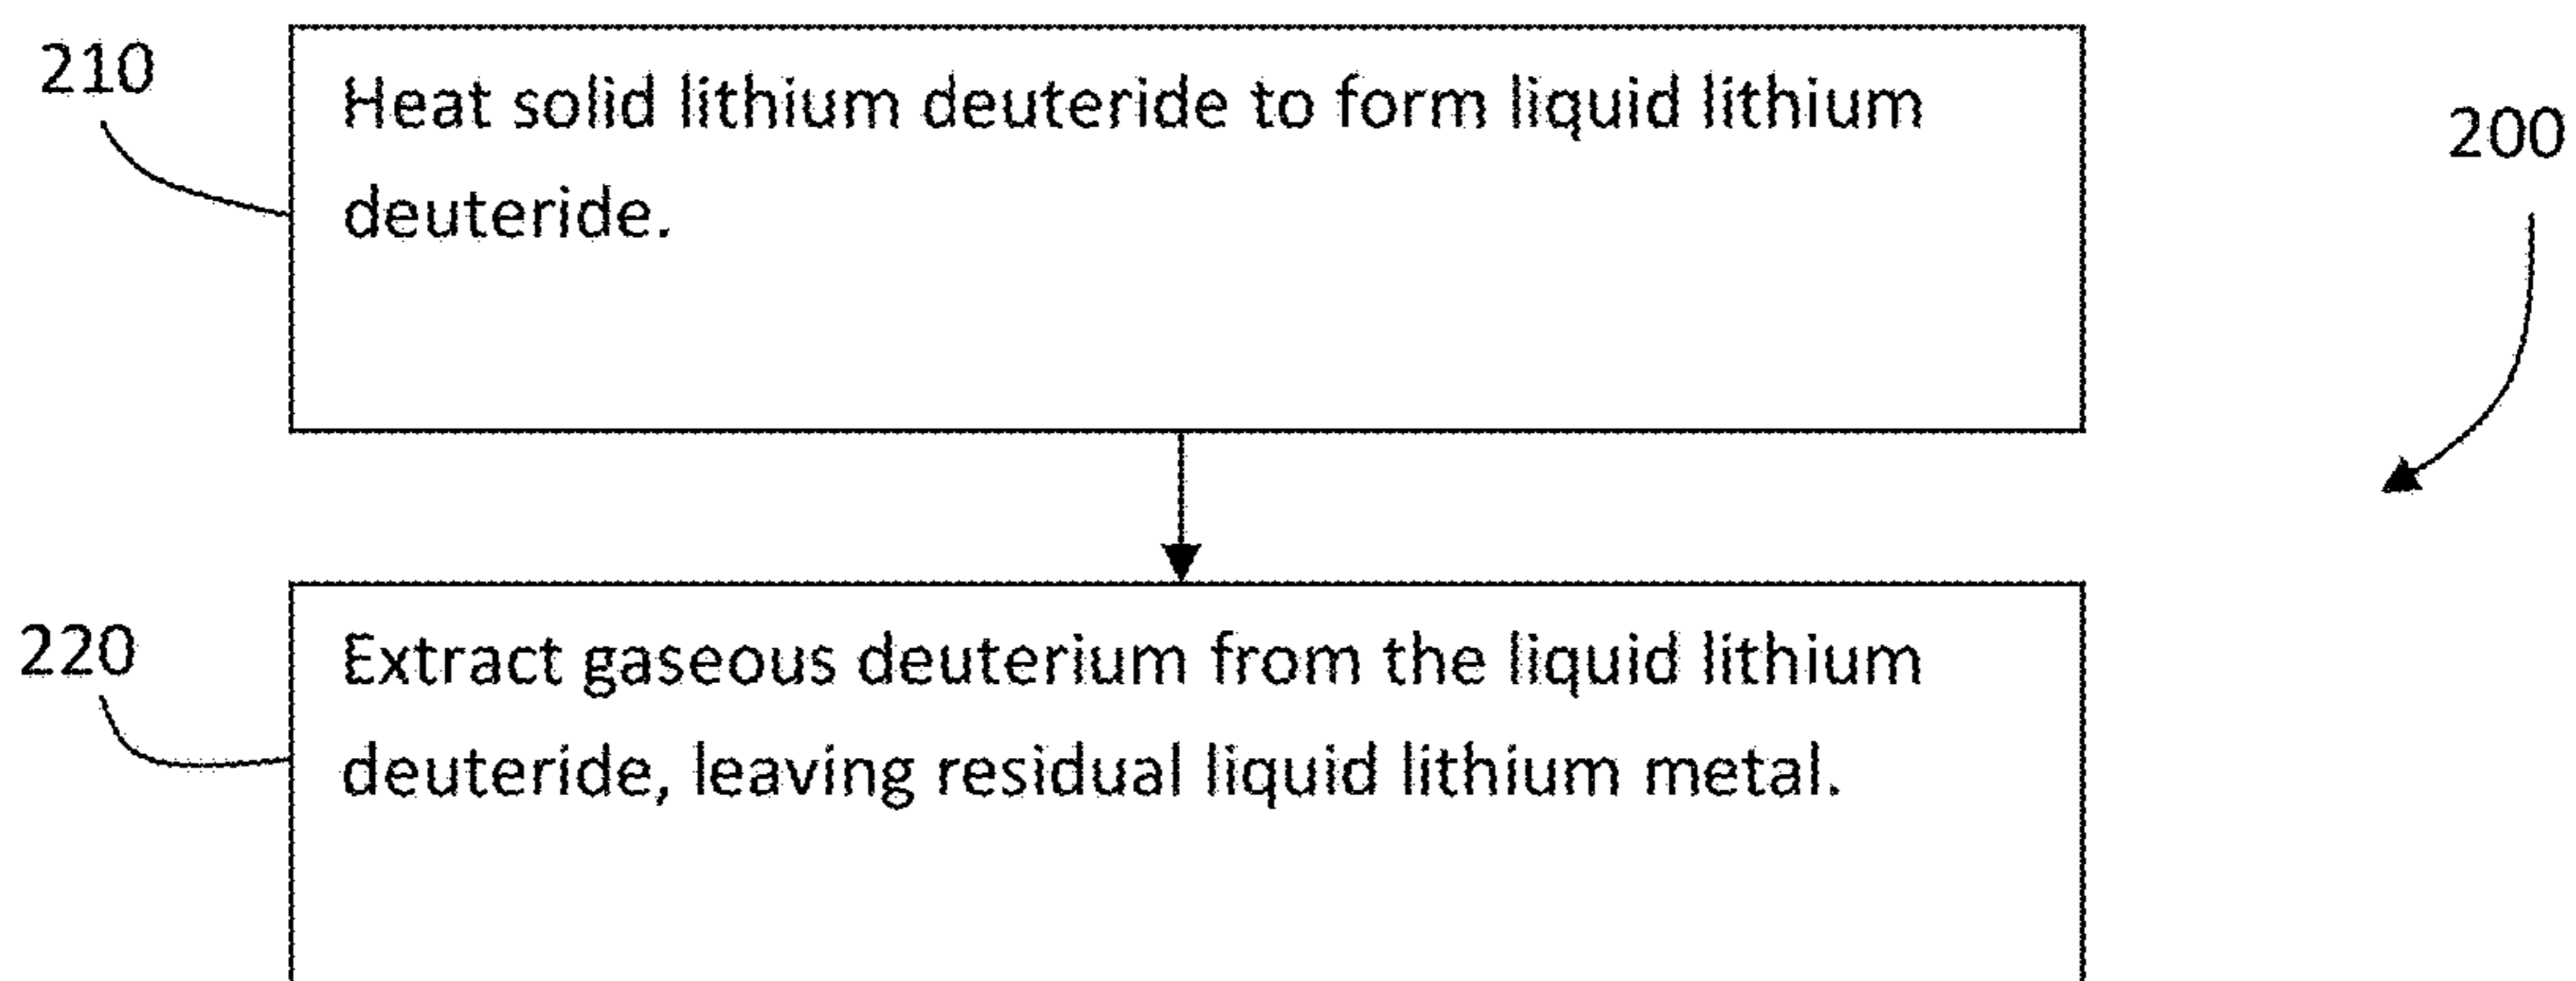 210
Heat solid lithium deuteride to form liquid lithium
deuteride.
200
220
Extract gaseous deuterium from the liquid lithium
deuteride, leaving residual liquid lithium metal.